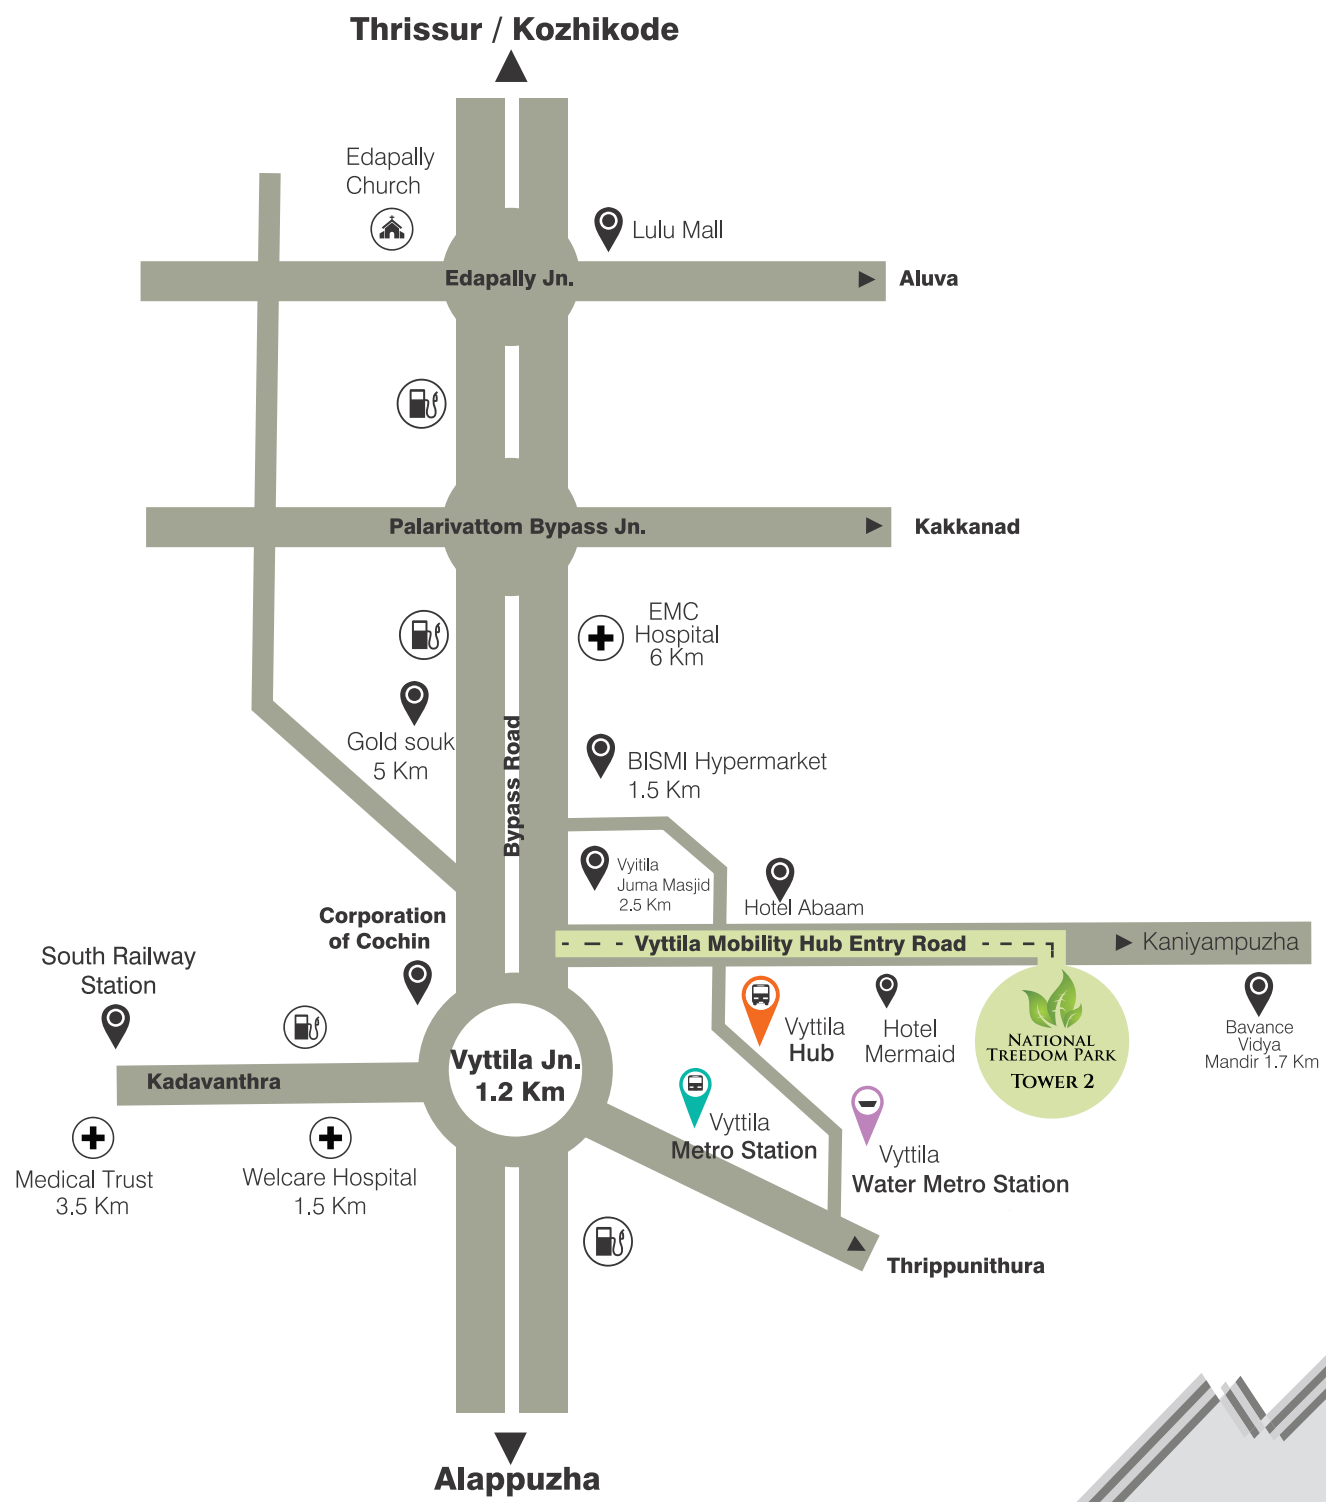 Thrissur / Kozhikode
Edapally
Church
Lulu Mall
Edapally Jn.
Aluva
Palarivattom Bypass Jn.
Kakkanad
EMC
Hospital
6 Km
Gold souk
5 Km
Bypass Road
BISMI Hypermarket
1.5 Km
Vyitila
Juma Masjid
2.5 Km
Hotel Abaam
Corporation
of Cochin
Vyttila Mobility Hub Entry Road
Kaniyampuzha
South Railway
Station
Vyttila
Hub
Hotel
Mermaid
NATIONAL
TREEDOM PARK
TOWER 2
Bavance
Vidya
Mandir 1.7 Km
Kadavanthra
Vyttila Jn.
1.2 Km
Vyttila
Metro Station
Vyttila
Water Metro Station
Medical Trust
3.5 Km
Welcare Hospital
1.5 Km
Thrippunithura
Alappuzha